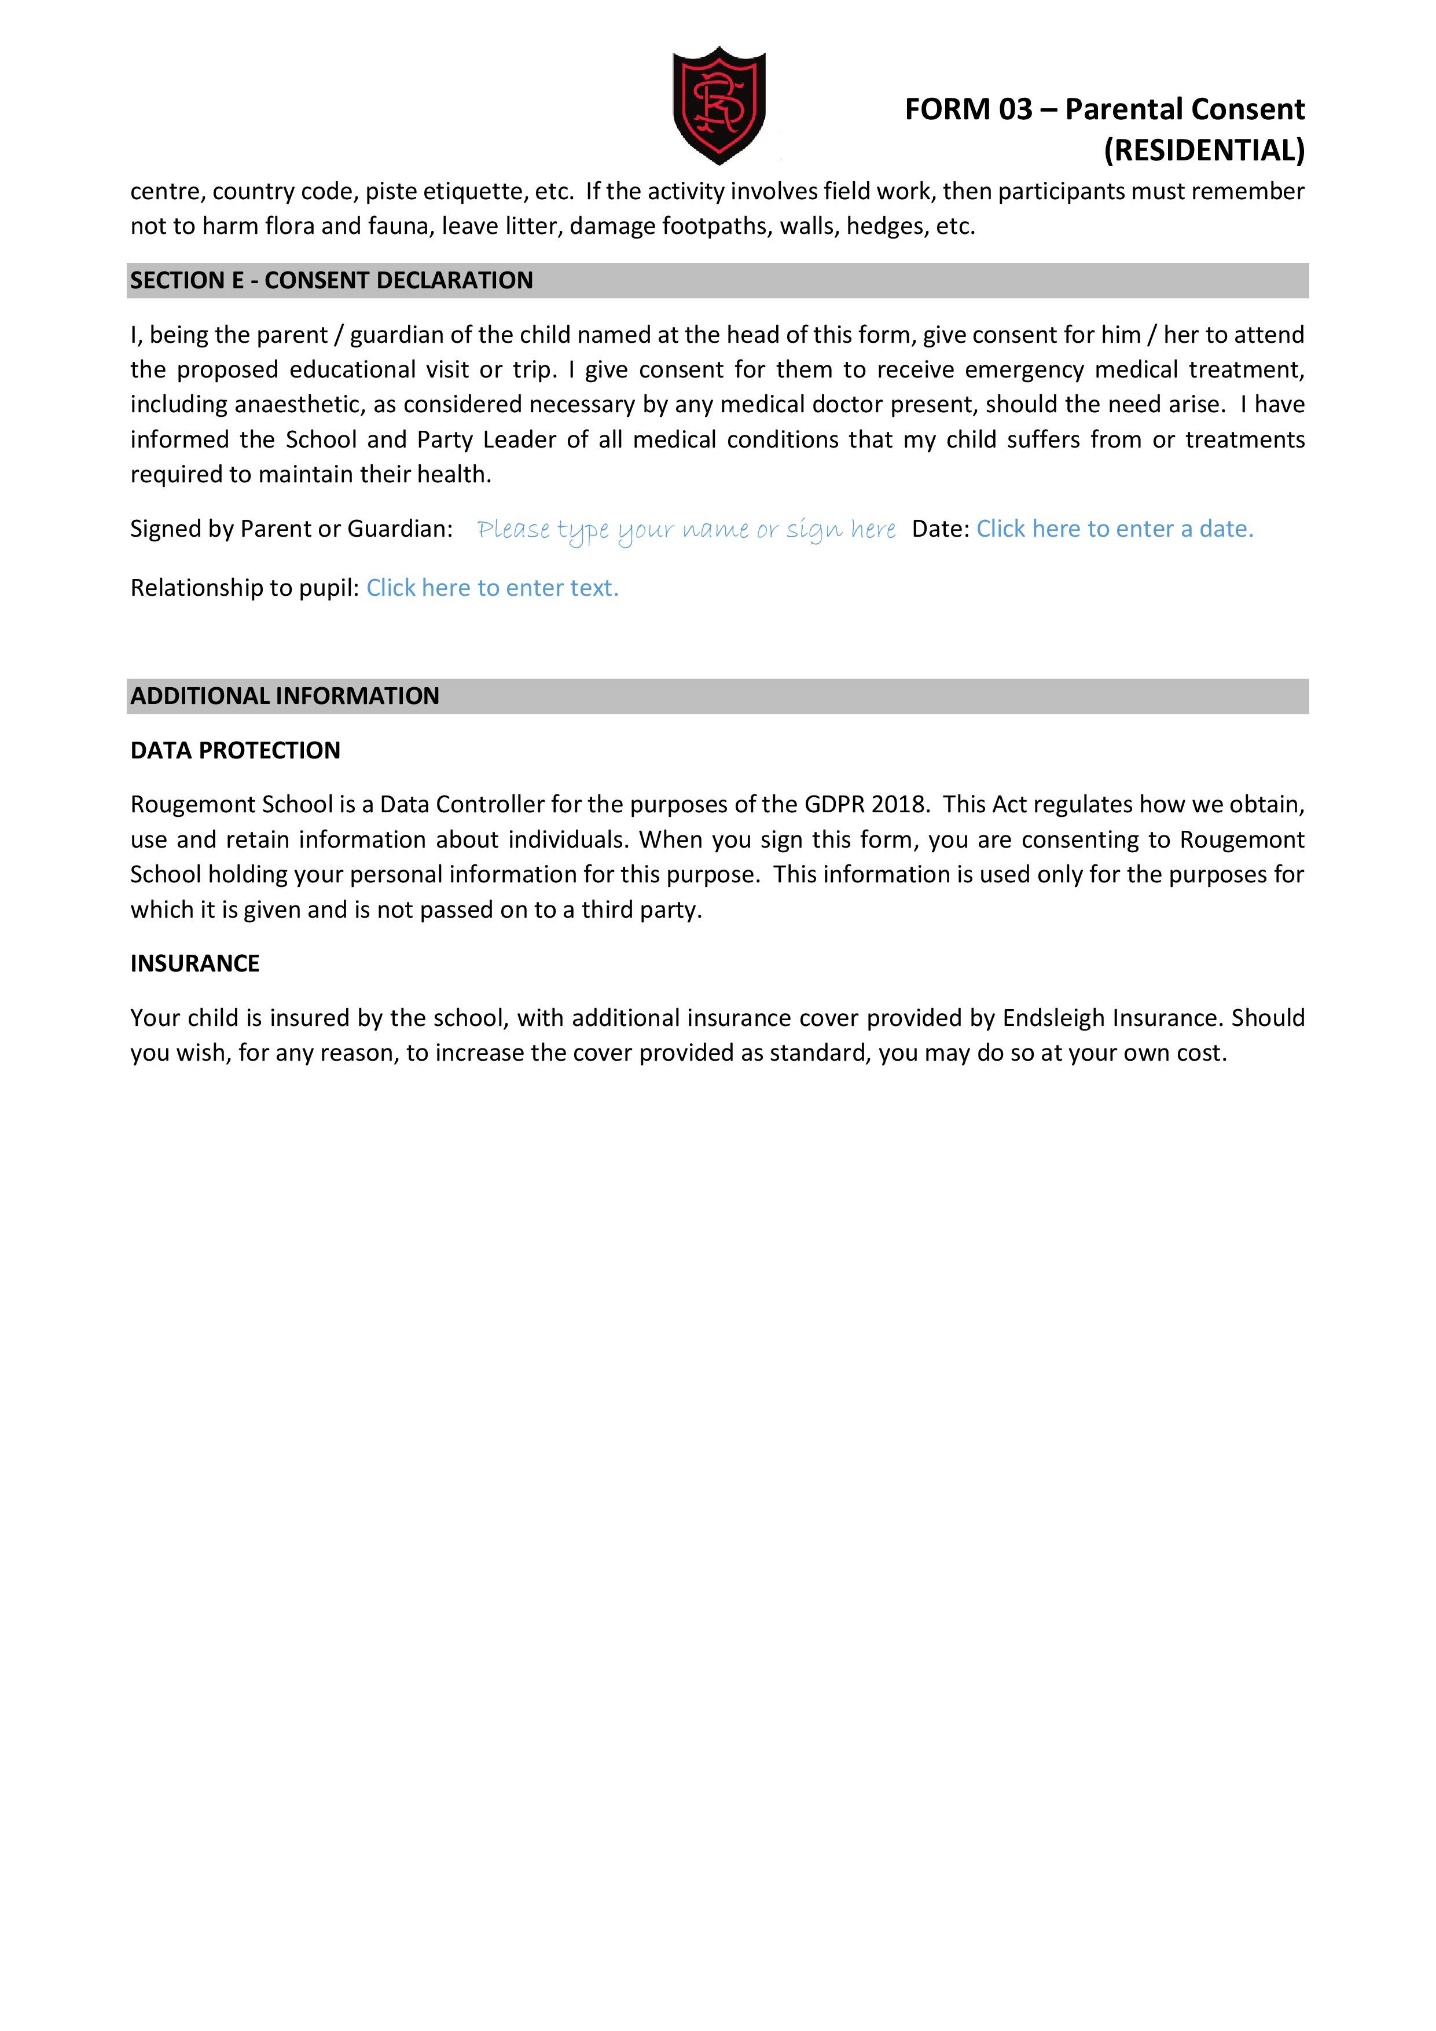 FORM 03 – Parental Consent
(RESIDENTIAL)
centre, country code, piste etiquette, etc.  If the activity involves field work, then participants must remember
not to harm flora and fauna, leave litter, damage footpaths, walls, hedges, etc.
SECTION E - CONSENT DECLARATION
I, being the parent / guardian of the child named at the head of this form, give consent for him / her to attend
the proposed educational visit or trip. I give consent for them to receive emergency medical treatment,
including anaesthetic, as considered necessary by any medical doctor present, should the need arise.  I have
informed the School and Party Leader of all medical conditions that my child suffers from or treatments
required to maintain their health.
Signed by Parent or Guardian: Please type your name or sign here Date: Click here to enter a date.
Relationship to pupil: Click here to enter text.
ADDITIONAL INFORMATION
DATA PROTECTION
Rougemont School is a Data Controller for the purposes of the GDPR 2018.  This Act regulates how we obtain,
use and retain information about individuals. When you sign this form, you are consenting to Rougemont
School holding your personal information for this purpose.  This information is used only for the purposes for
which it is given and is not passed on to a third party.
INSURANCE
Your child is insured by the school, with additional insurance cover provided by Endsleigh Insurance. Should
you wish, for any reason, to increase the cover provided as standard, you may do so at your own cost.